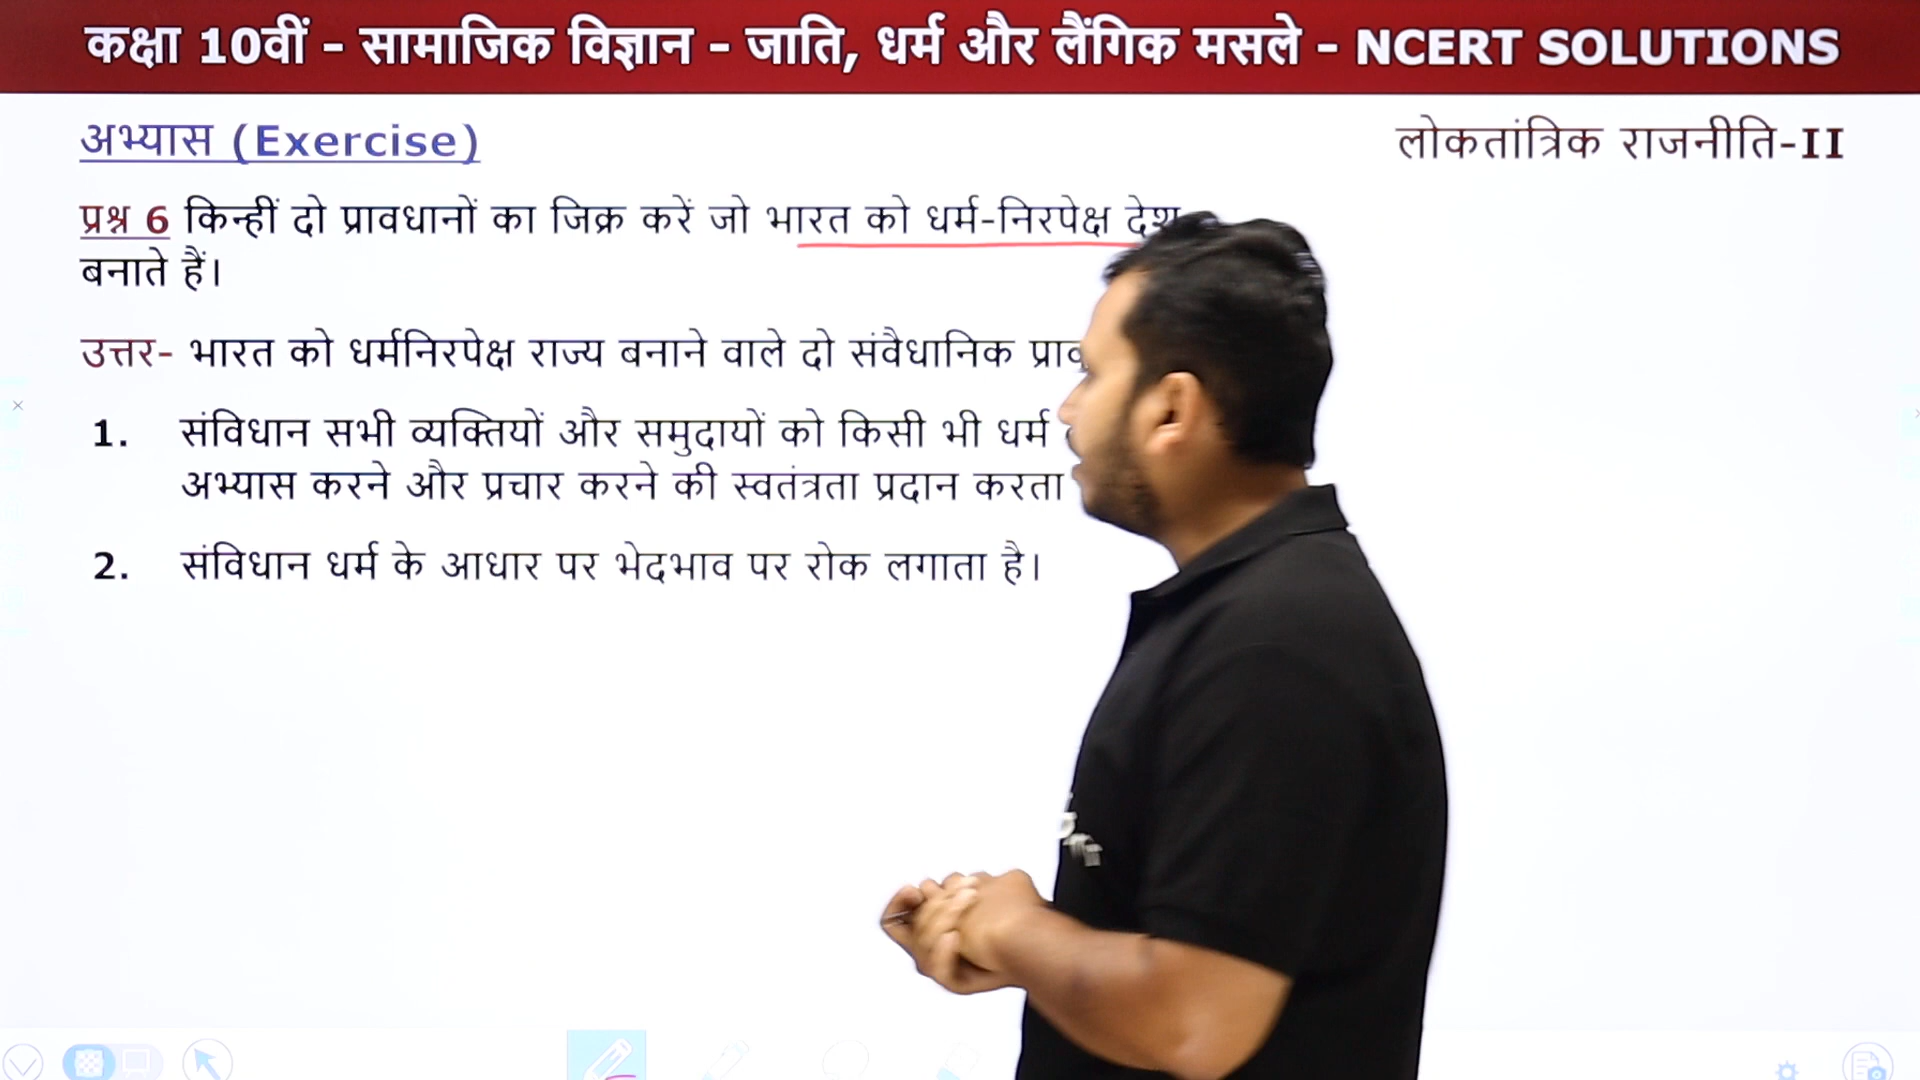 कक्षा 10वीं - सामाजिक विज्ञान - जाति, धर्म और लैंगिक मसले - NCERT SOLUTIONS
अभ्यास (Exercise)
लोकतांत्रिक राजनीति-II
प्रश्न 6 किन्हीं दो प्रावधानों का जिक्र करें जो भारत को धर्म-निरपेक्ष देश
बनाते हैं।
उत्तर- भारत को धर्मनिरपेक्ष राज्य बनाने वाले दो संवैधानिक
1. संविधान सभी व्यक्तियों और समुदायों को किसी भी धर्म
अभ्यास करने और प्रचार करने की स्वतंत्रता प्रदान करता
2. संविधान धर्म के आधार पर भेदभाव पर रोक लगाता है।